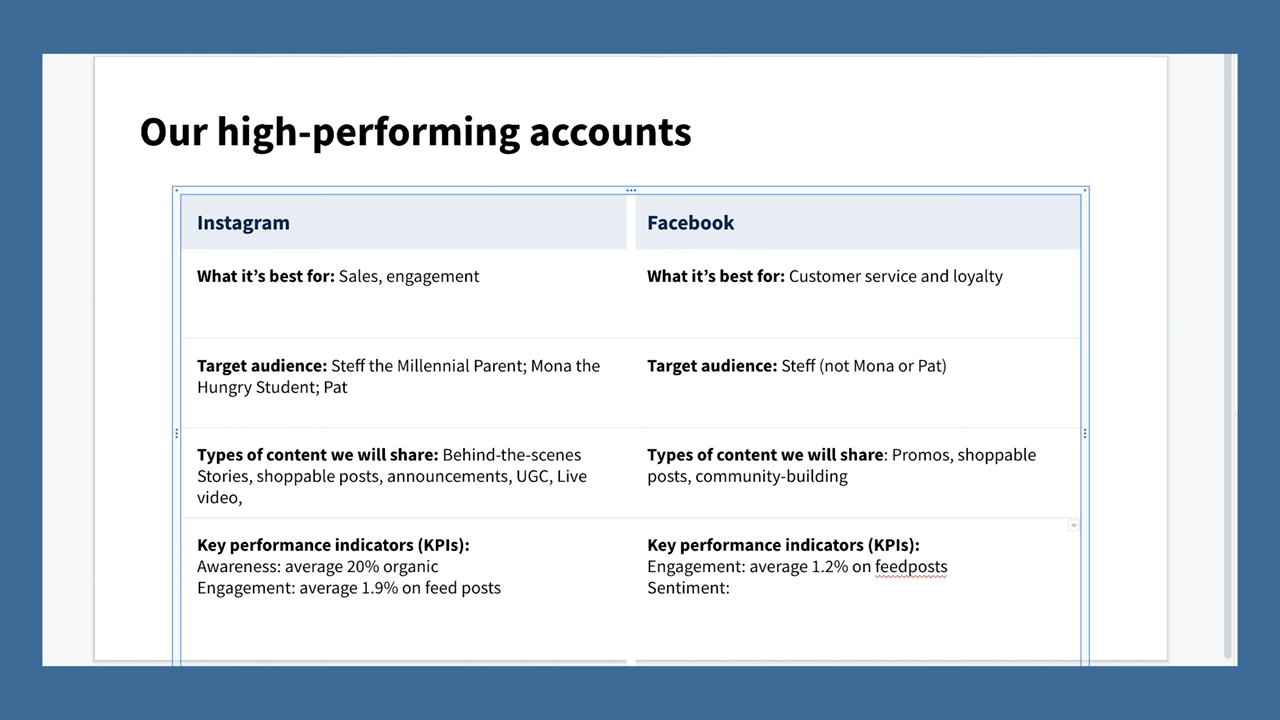 Our high-performing accounts
Instagram
Facebook
What it’s best for: Sales, engagement
What it’s best for: Customer service and loyalty
Target audience: Steff the Millennial Parent; Mona the
Hungry Student; Pat
Target audience: Steff (not Mona or Pat)
Types of content we will share: Behind-the-scenes
Stories, shoppable posts, announcements, UGC, Live
video,
Types of content we will share: Promos, shoppable
posts, community-building
Key performance indicators (KPIs):
Awareness: average 20% organic
Engagement: average 1.9% on feed posts
Key performance indicators (KPIs):
Engagement: average 1.2% on feedposts
Sentiment: